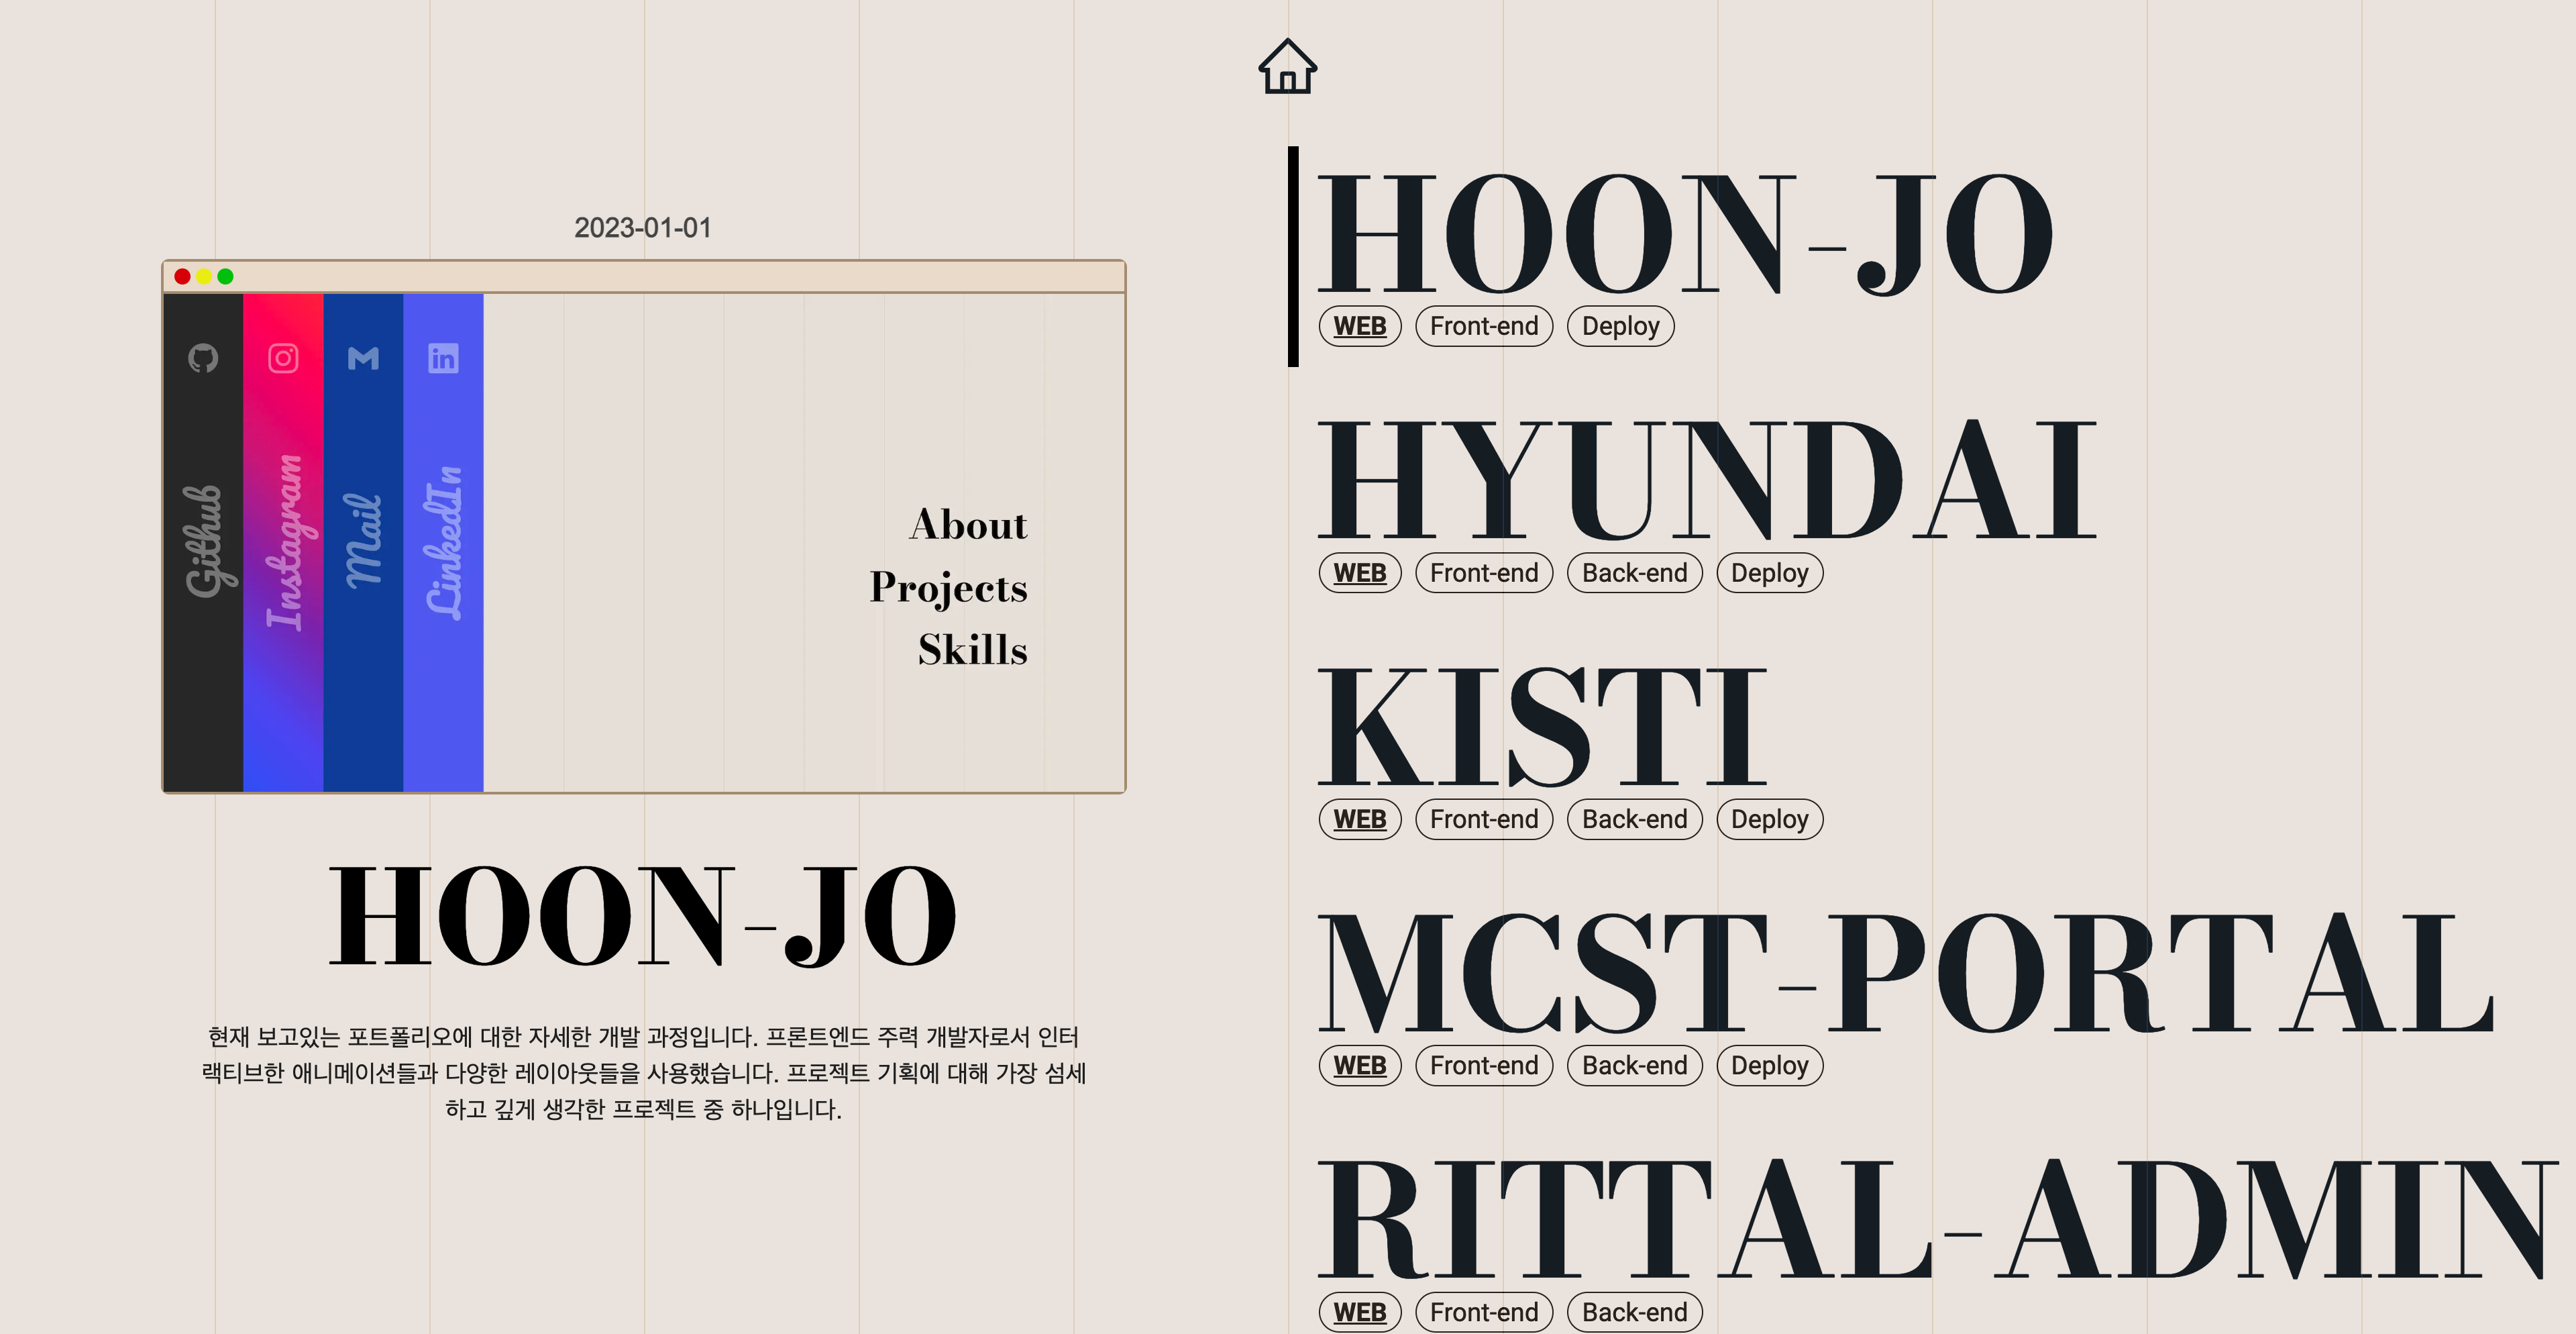 2023-01-01
Github
Instagram
Mail
LinkedIn
About
Projects
Skills
HOON-JO
현재 보고있는 포트폴리오에 대한 자세한 개발 과정입니다. 프론트엔드 주력 개발자로서 인터
랙티브한 애니메이션들과 다양한 레이아웃들을 사용했습니다. 프로젝트 기획에 대해 가장 섬세
하고 깊게 생각한 프로젝트 중 하나입니다.
HOON-JO
WEB Front-end Deploy
HYUNDAI
WEB Front-end Back-end Deploy
KISTI
WEB Front-end Back-end Deploy
MCST-PORTAL
WEB Front-end Back-end Deploy
RITTAL-ADMIN
WEB Front-end Back-end